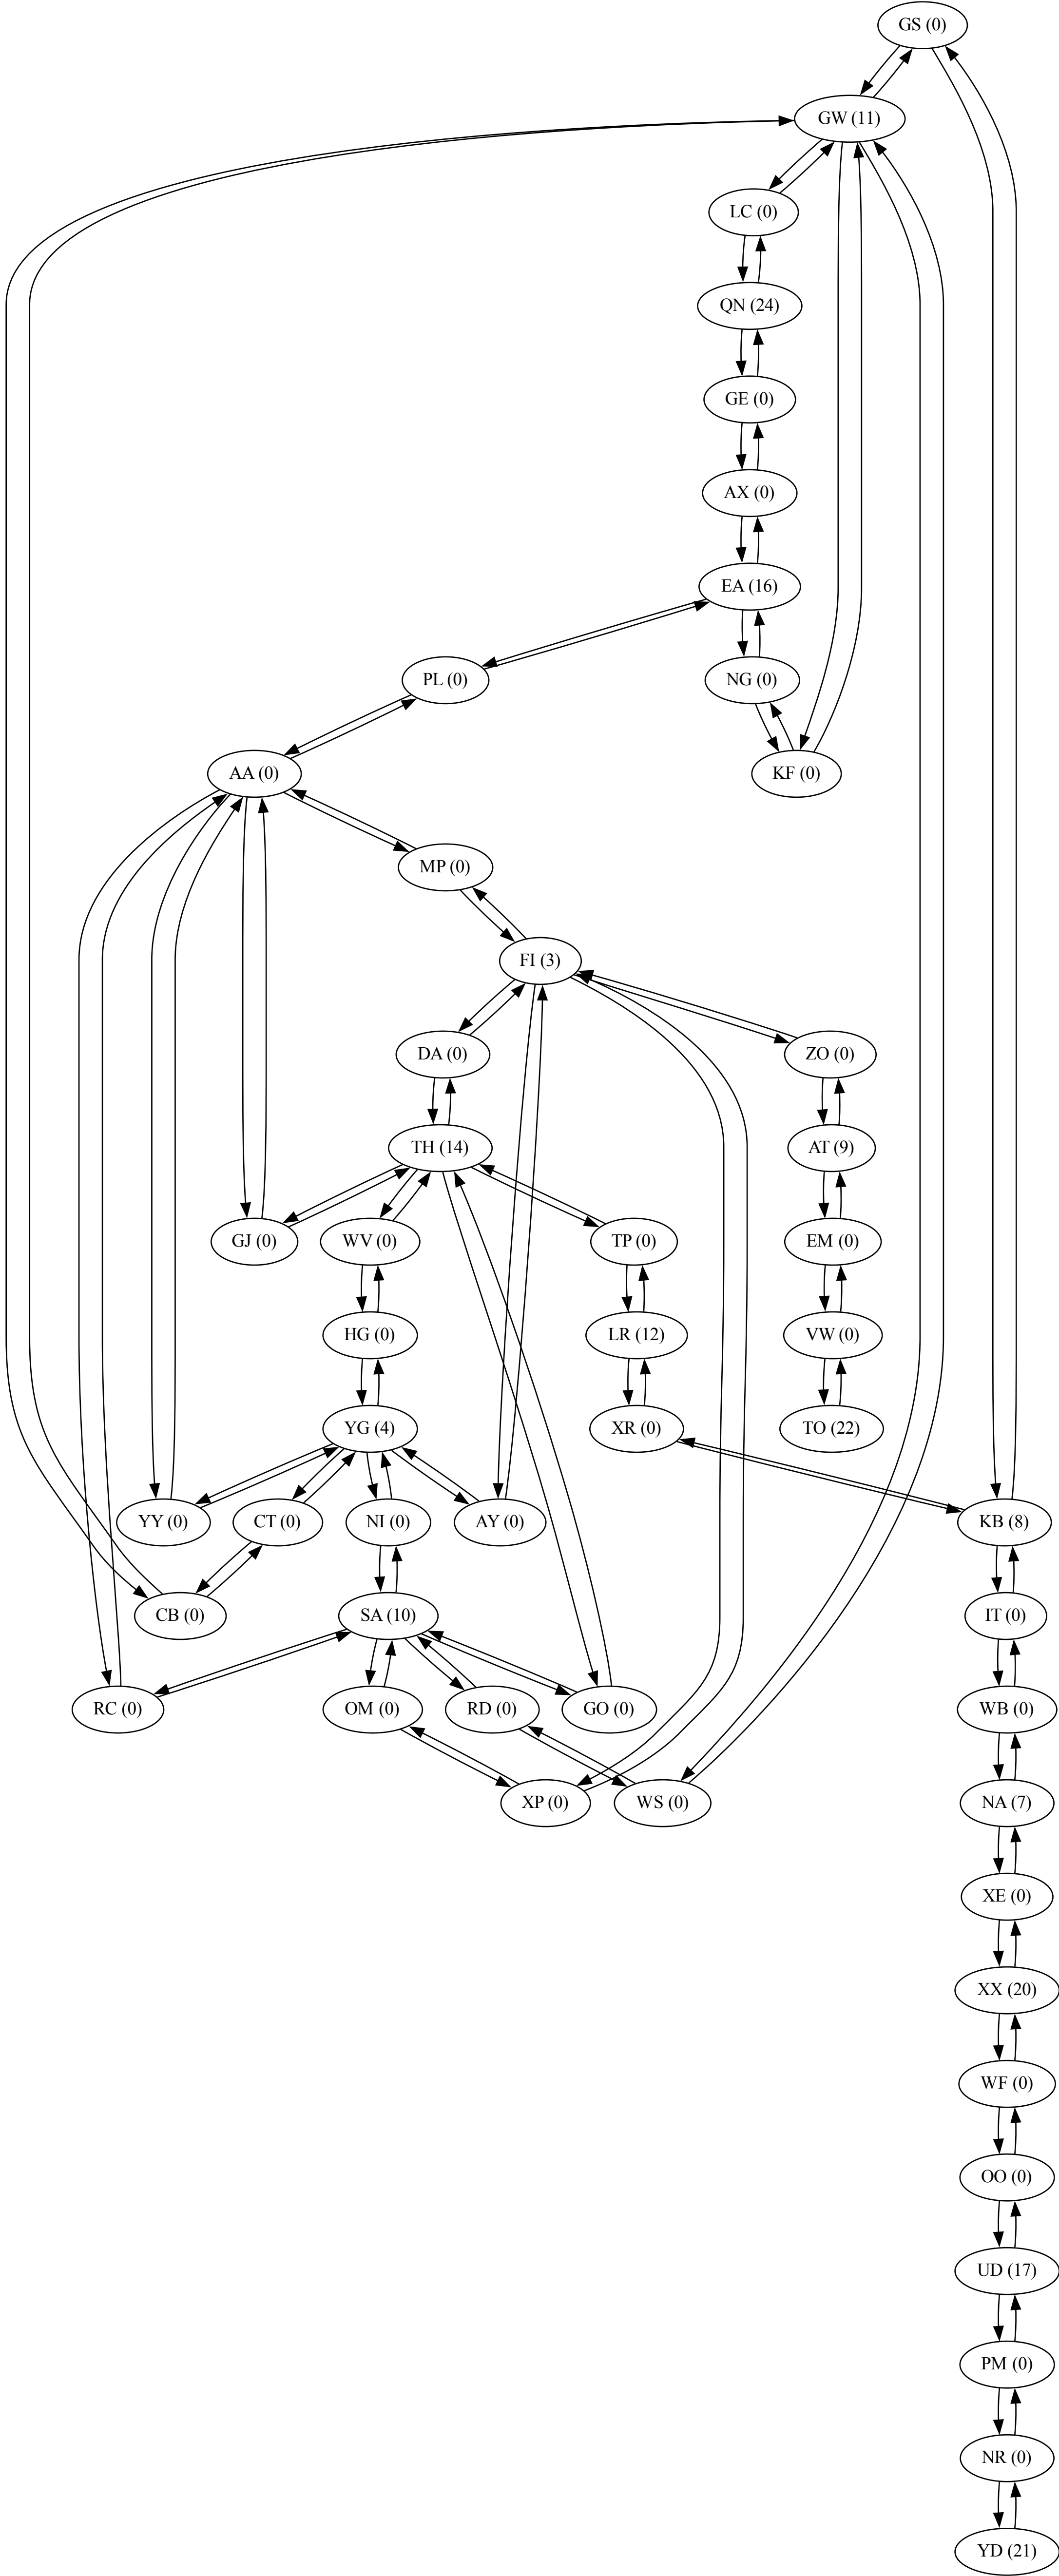 GS (0)
GW (11)
LC (0)
QN (24)
GE (0)
AX (0)
EA (16)
PL (0)
NG (0)
AA (0)
KF (0)
MP (0)
FI (3)
DA (0)
ZO (0)
TH (14)
AT (9)
GJ (0)
WV (0)
TP (0)
EM (0)
HG (0)
LR (12)
VW (0)
YG (4)
XR (0)
TO (22)
YY (0)
CT (0)
NI (0)
AY (0)
KB (8)
CB (0)
SA (10)
IT (0)
RC (0)
OM (0)
RD (0)
GO (0)
WB (0)
XP (0)
WS (0)
NA (7)
XE (0)
XX (20)
WF (0)
OO (0)
UD (17)
PM (0)
NR (0)
YD (21)